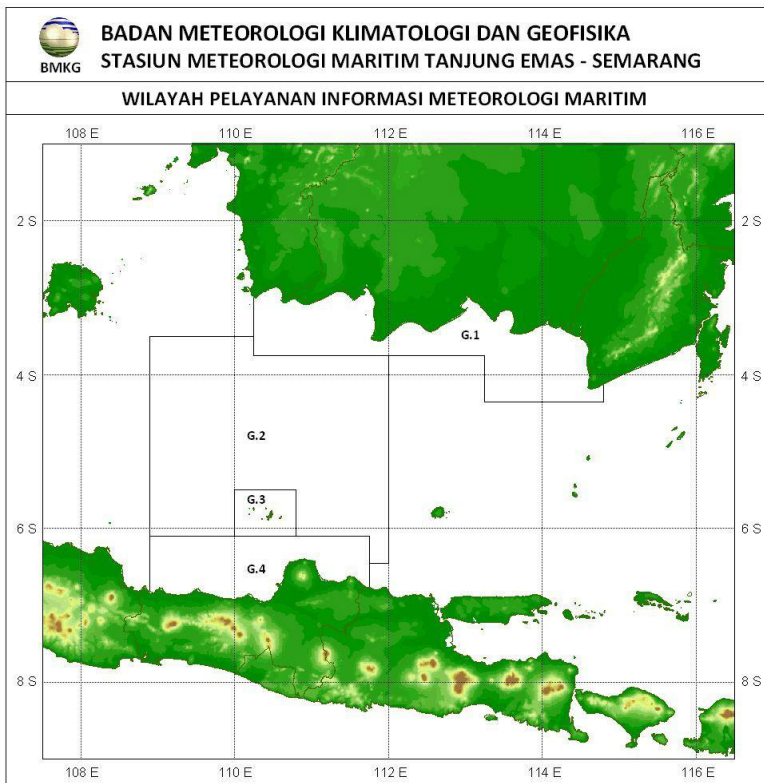 BMKG
BADAN METEOROLOGI KLIMATOLOGI DAN GEOFISIKA
STASIUN METEOROLOGI MARITIM TANJUNG EMAS - SEMARANG
WILAYAH PELAYANAN INFORMASI METEOROLOGI MARITIM
108 E 110 E 112 E 114 E 116 E
2 S 2 S
G.1
4 S 4 S
G.2
G.3
6 S 6 S
G.4
8 S 8 S
108 E 110 E 112 E 114 E 116 E